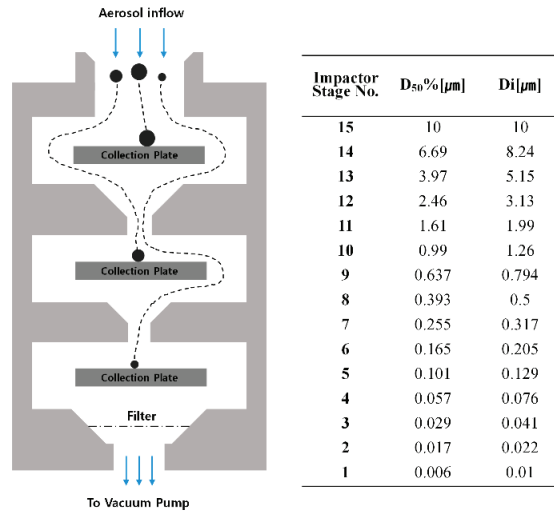 Aerosol inflow
Collection Plate
Collection Plate
Collection Plate
Filter
To Vacuum Pump
Impactor Stage No. D₅₀%[㎛] Di[㎛]
15 10 10
14 6.69 8.24
13 3.97 5.15
12 2.46 3.13
11 1.61 1.99
10 0.99 1.26
9 0.637 0.794
8 0.393 0.5
7 0.255 0.317
6 0.165 0.205
5 0.101 0.129
4 0.057 0.076
3 0.029 0.041
2 0.017 0.022
1 0.006 0.01